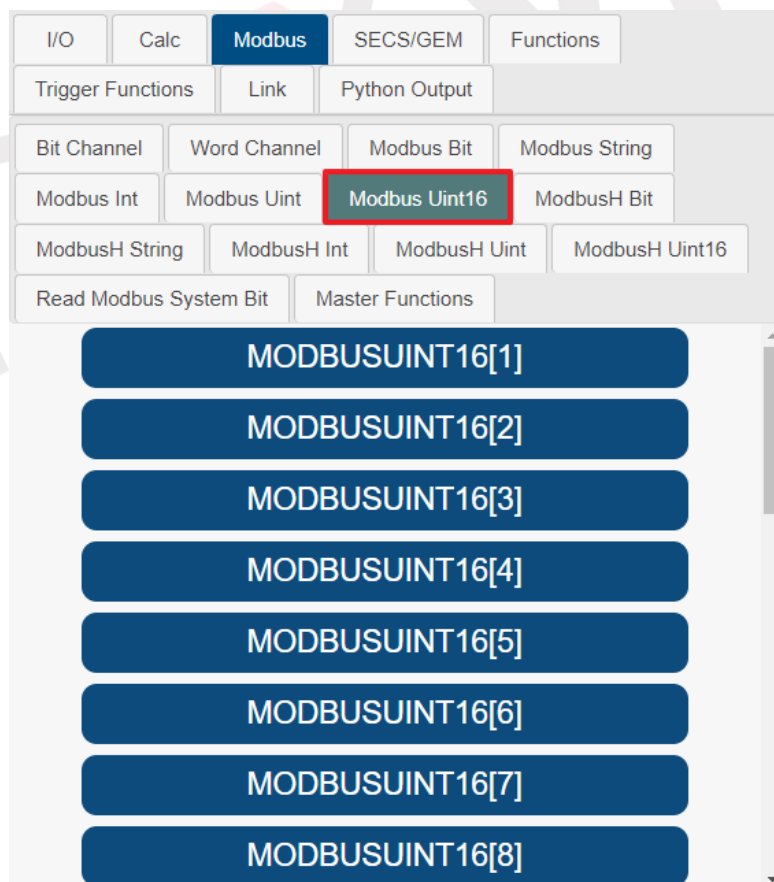 I/O Calc Modbus SECS/GEM Functions
Trigger Functions Link Python Output
Bit Channel Word Channel Modbus Bit Modbus String
Modbus Int Modbus Uint Modbus Uint16 ModbusH Bit
ModbusH String ModbusH Int ModbusH Uint ModbusH Uint16
Read Modbus System Bit Master Functions
MODBUSUINT16[1]
MODBUSUINT16[2]
MODBUSUINT16[3]
MODBUSUINT16[4]
MODBUSUINT16[5]
MODBUSUINT16[6]
MODBUSUINT16[7]
MODBUSUINT16[8]